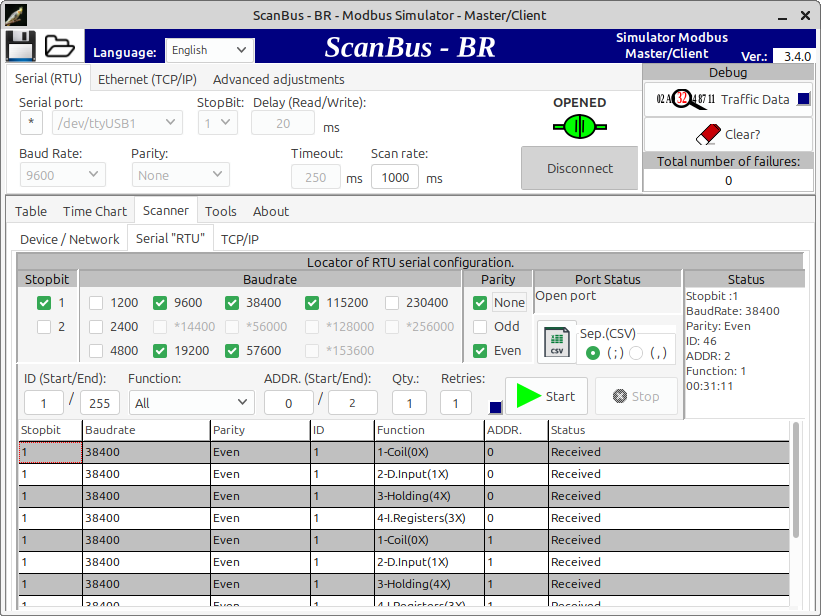 ScanBus - BR - Modbus Simulator - Master/Client
Language: English
ScanBus - BR
Simulator Modbus
Master/Client
Ver.: 3.4.0
Serial (RTU) Ethernet (TCP/IP) Advanced adjustments
Debug
Serial port: StopBit: Delay (Read/Write):
* /dev/ttyUSB1 1 20 ms
OPENED
Traffic Data
Baud Rate: Parity: Timeout: Scan rate:
9600 None 250 ms 1000 ms
Disconnect
Clear?
Total number of failures:
0
Table Time Chart Scanner Tools About
Device / Network Serial "RTU" TCP/IP
Locator of RTU serial configuration.
Stopbit Baudrate Parity Port Status Status
1 1200 9600 38400 115200 230400 None
2 2400 *14400 *56000 *128000 *256000 Odd
4800 19200 57600 *153600 Even
Open port
CSV
Sep.(CSV)
(;) (,)
Stopbit :1
BaudRate: 38400
Parity: Even
ID: 46
ADDR: 2
Function: 1
00:31:11
ID (Start/End): Function: ADDR. (Start/End): Qty.: Retries:
1 / 255 All 0 / 2 1 1 Start Stop
Stopbit Baudrate Parity ID Function ADDR. Status
1 38400 Even 1 1-Coil(0X) 0 Received
1 38400 Even 1 2-D.Input(1X) 0 Received
1 38400 Even 1 3-Holding(4X) 0 Received
1 38400 Even 1 4-I.Registers(3X) 0 Received
1 38400 Even 1 1-Coil(0X) 1 Received
1 38400 Even 1 2-D.Input(1X) 1 Received
1 38400 Even 1 3-Holding(4X) 1 Received
1 38400 Even 1 4-I.Registers(3X) 1 Received